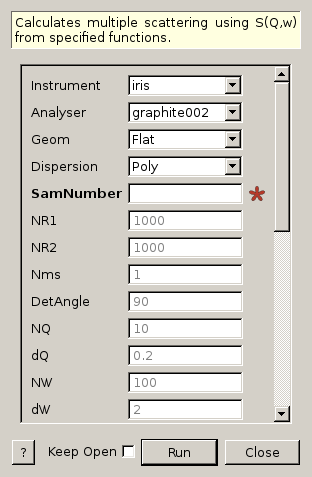 Calculates multiple scattering using S(Q,w)
from specified functions.
Instrument iris
Analyser graphite002
Geom Flat
Dispersion Poly
SamNumber
NR1 1000
NR2 1000
Nms 1
DetAngle 90
NQ 10
dQ 0.2
NW 100
dW 2
? Keep Open Run Close